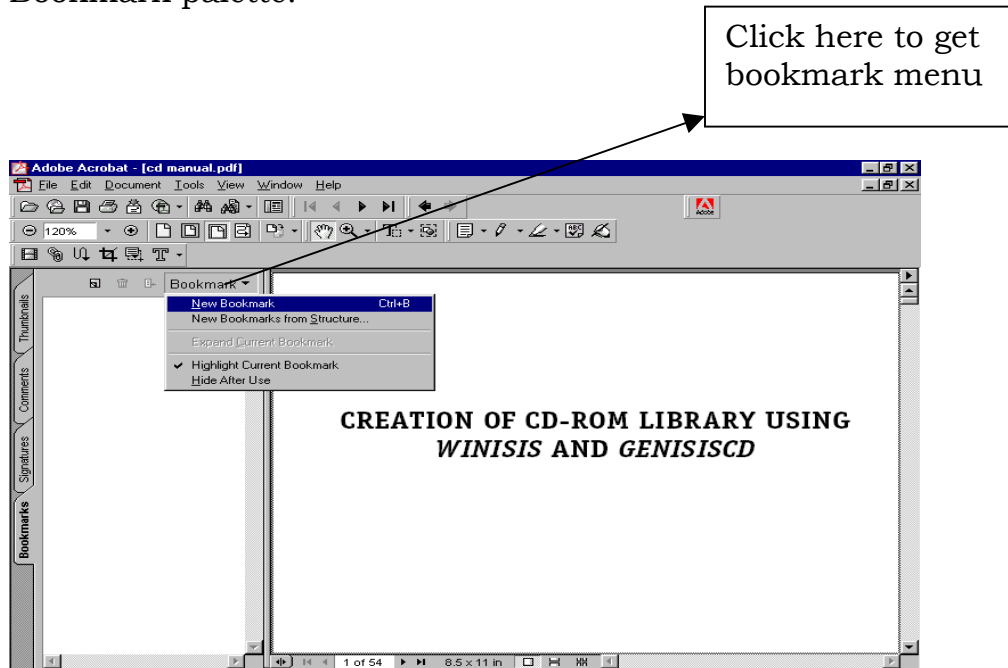 Bookmark palette.
Click here to get
bookmark menu
Adobe Acrobat - [cd manual.pdf]
File Edit Document Tools View Window Help
Adobe
120%
ABC
Bookmark
New Bookmark Ctrl+B
New Bookmarks from Structure...
Expand Current Bookmark
Highlight Current Bookmark
Hide After Use
Thumbnails
Comments
Signatures
Bookmarks
CREATION OF CD-ROM LIBRARY USING
WINISIS AND GENISISCD
1 of 54 8.5 x 11 in